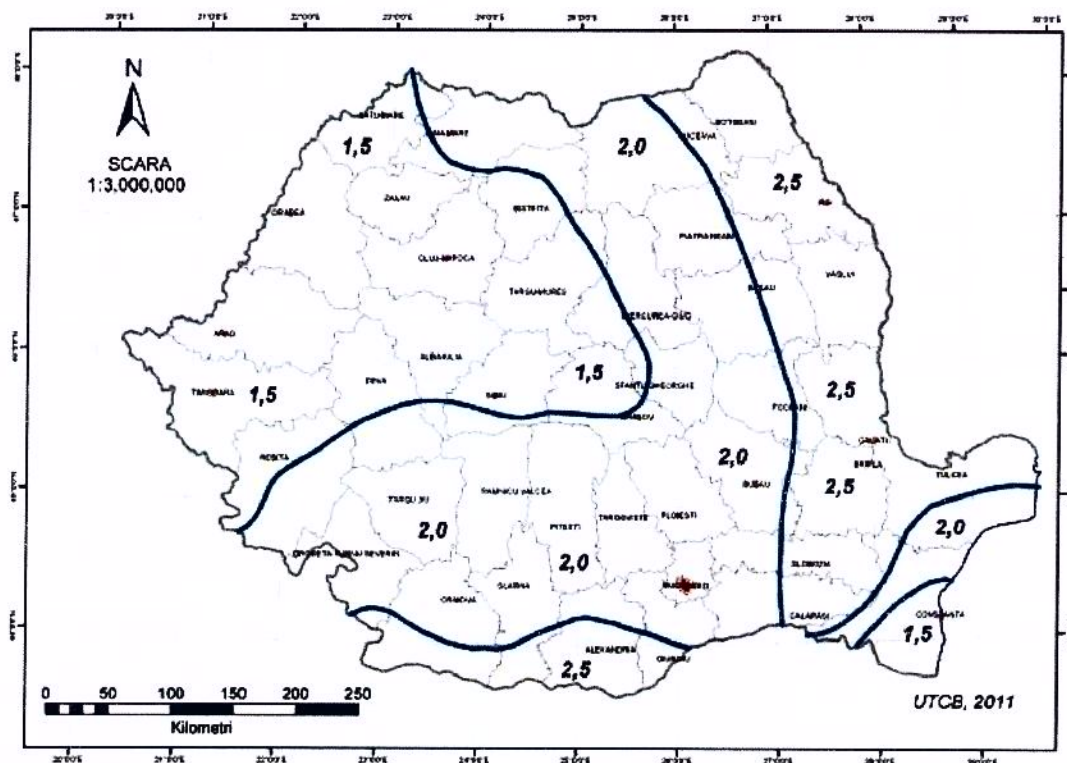 N
SCARA
1:3,000,000
SATU MARE
1,5
2,0
SUCEAVA
BOTOSANI
2,5
ZALAU
ORADEA
BISTRITA
PIATRA NEAMT
CLUJ-NAPOCA
VASLUI
TARGU MURES
BACAU
MIERCUREA-CIUC
ARAD
ALBA IULIA
1,5
SFANTU GHEORGHE
TIMISOARA
1,5
DEVA
SIBIU
2,5
BRASOV
FOCSANI
GALATI
RESITA
2,0
BRAILA
TULCEA
BUZAU
2,5
TARGU JIU
RAMNICU VALCEA
2,0
PITESTI
TARGOVISTE
PLOIESTI
2,0
DROBETA-TURNU SEVERIN
2,0
SLOBOZIA
CRAIOVA
SLATINA
BUCURESTI
CALARASI
CONSTANTA
1,5
ALEXANDRIA
GIURGIU
2,5
0 50 100 150 200 250
Kilometri
UTCB, 2011